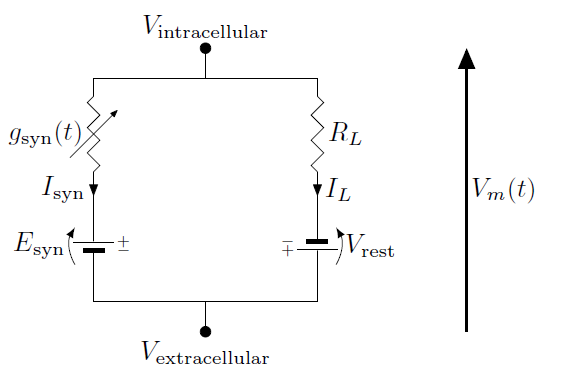 V_intracellular
g_syn(t)
R_L
I_syn
I_L
V_m(t)
E_syn
±
∓
V_rest
V_extracellular